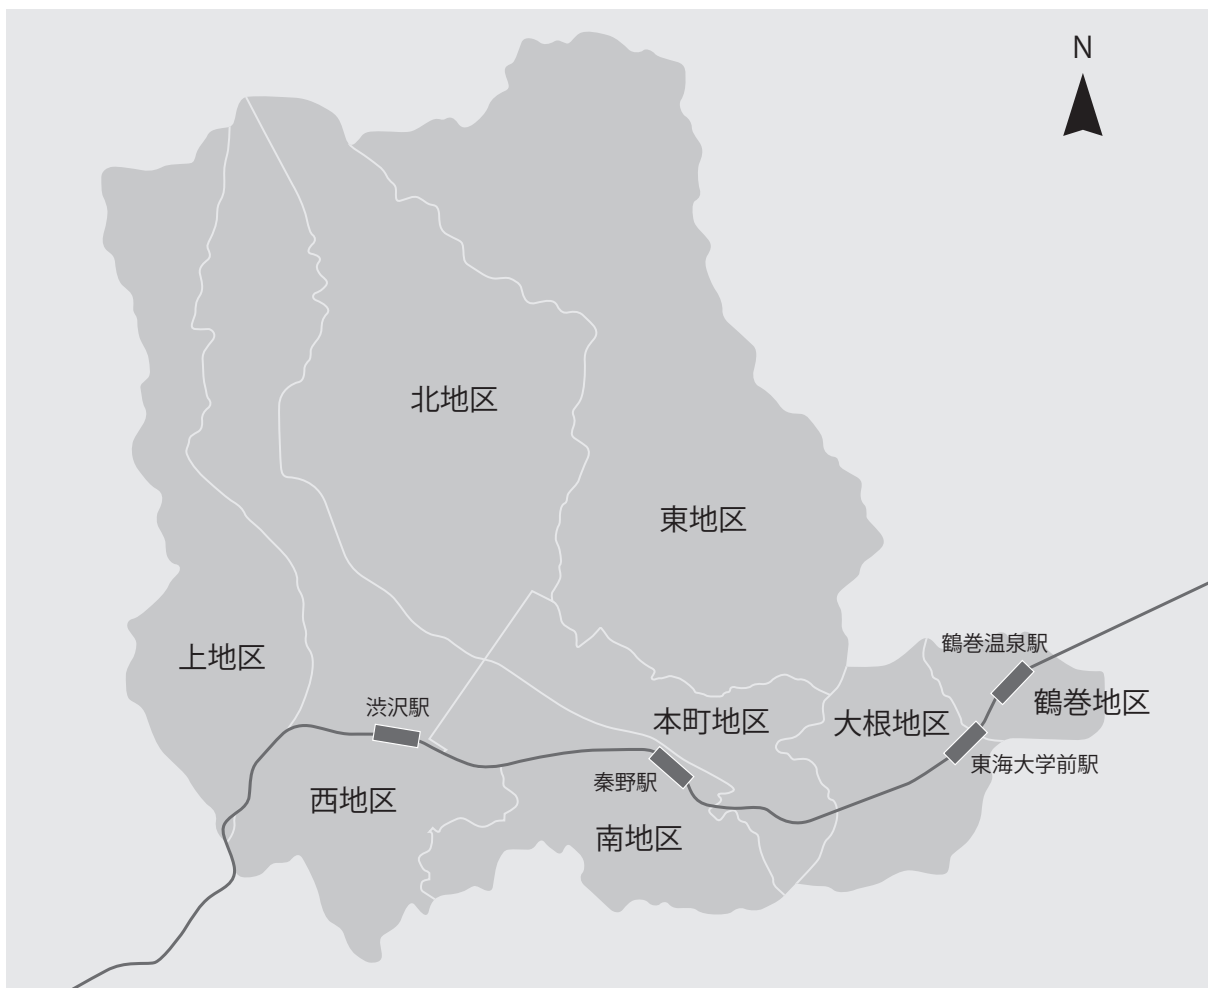 N
北地区
東地区
鶴巻温泉駅
上地区
鶴巻地区
渋沢駅
本町地区
大根地区
東海大学前駅
秦野駅
西地区
南地区